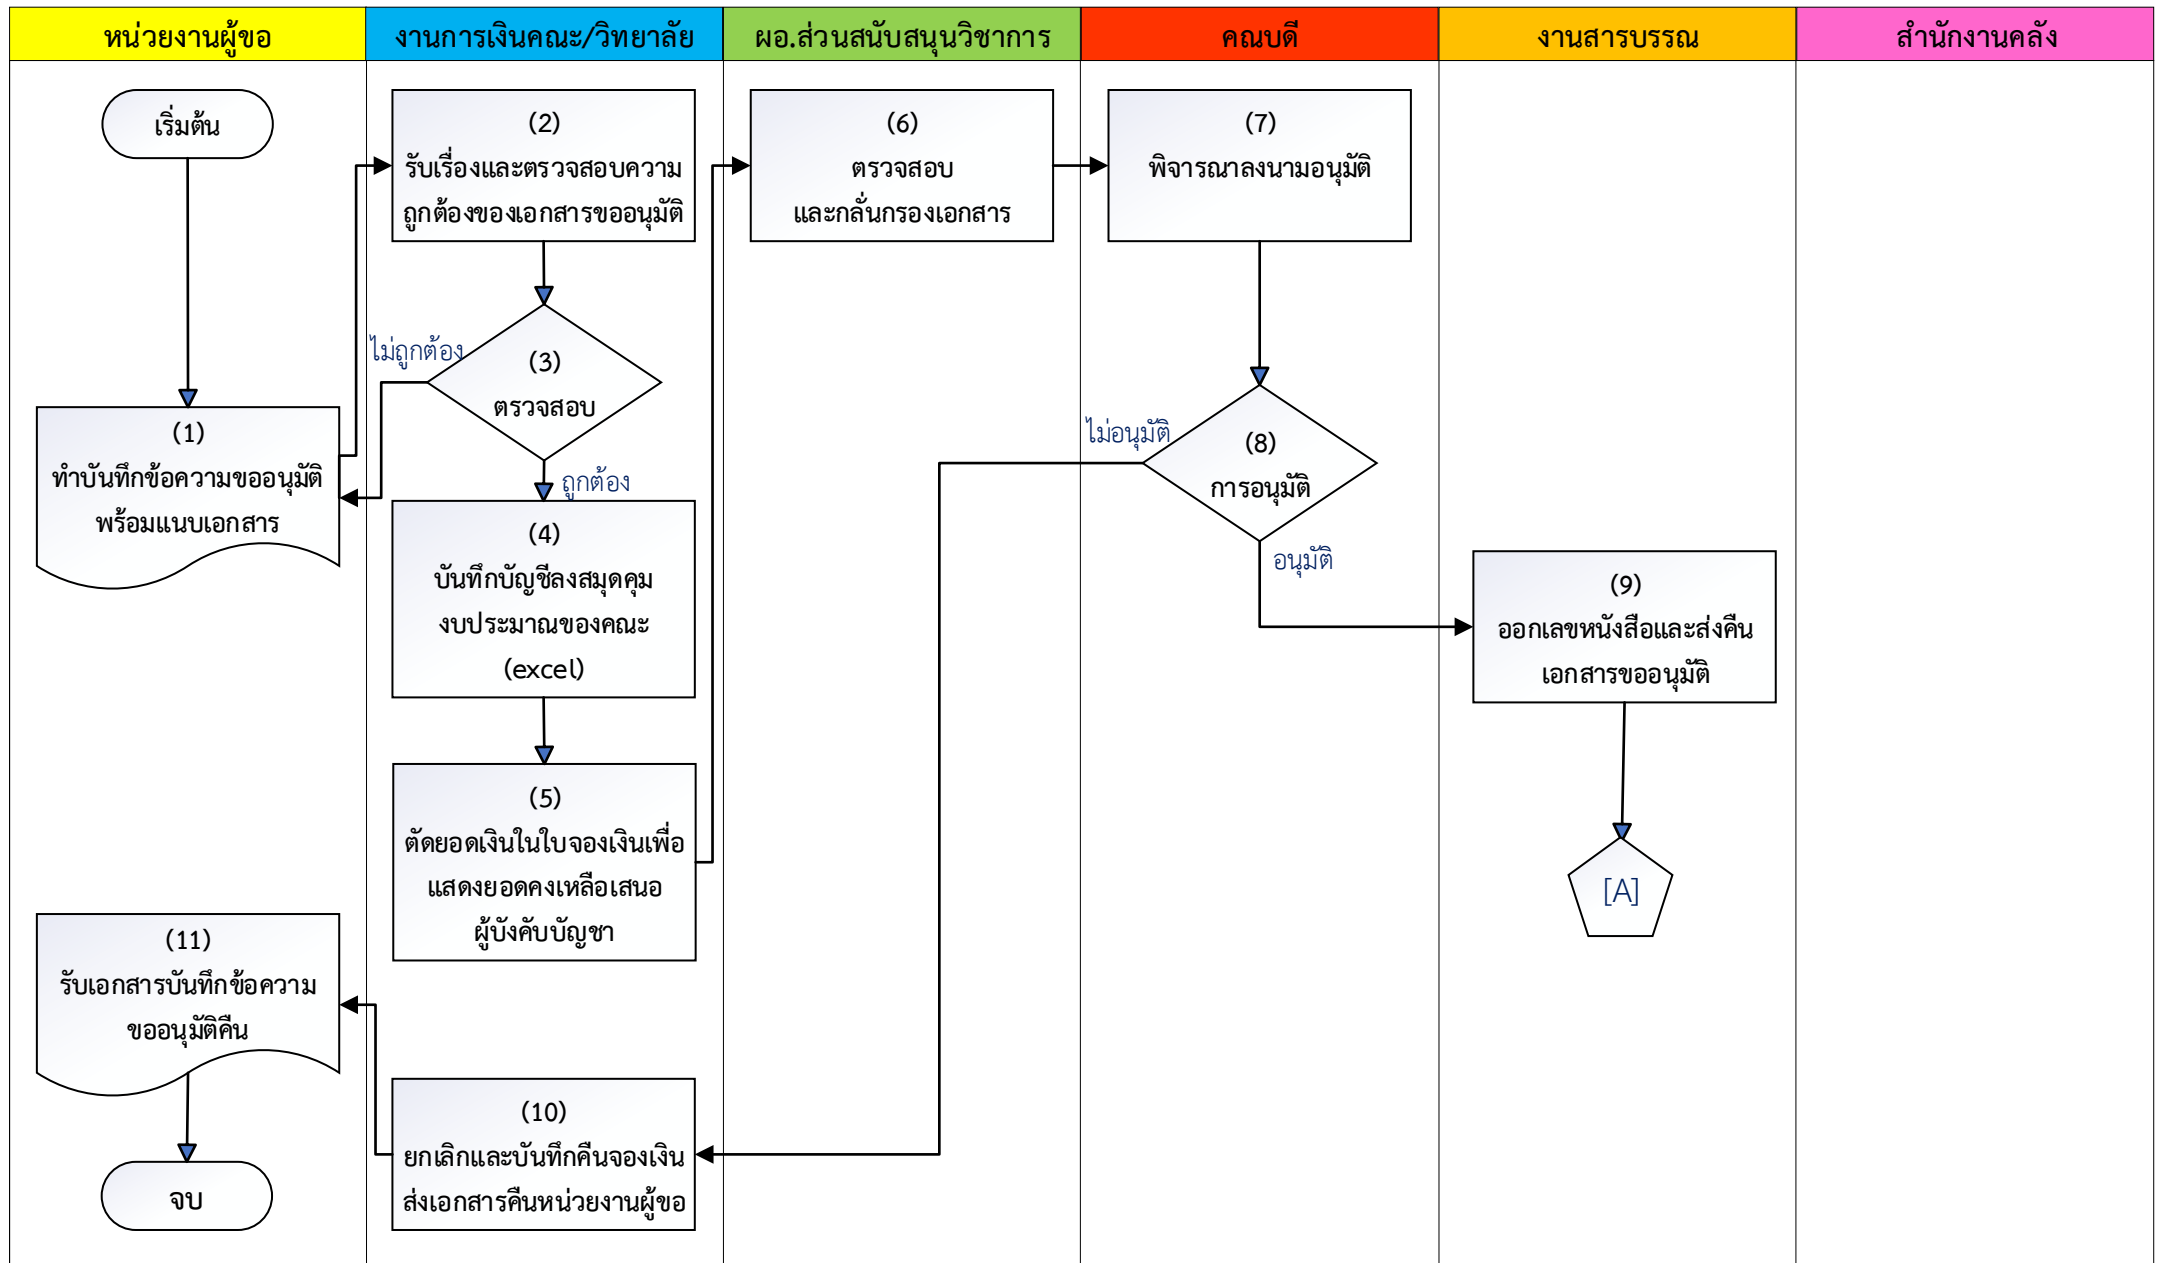 หน่วยงานผู้ขอ
งานการเงินคณะ/วิทยาลัย
ผอ.ส่วนสนับสนุนวิชาการ
คณบดี
งานสารบรรณ
สำนักงานคลัง
เริ่มต้น
(1)
ทำบันทึกข้อความขออนุมัติ
พร้อมแนบเอกสาร
(2)
รับเรื่องและตรวจสอบความ
ถูกต้องของเอกสารขออนุมัติ
(3)
ตรวจสอบ
ไม่ถูกต้อง
ถูกต้อง
(4)
บันทึกบัญชีลงสมุดคุม
งบประมาณของคณะ
(excel)
(5)
ตัดยอดเงินในใบจองเงินเพื่อ
แสดงยอดคงเหลือเสนอ
ผู้บังคับบัญชา
(6)
ตรวจสอบ
และกลั่นกรองเอกสาร
(7)
พิจารณาลงนามอนุมัติ
(8)
การอนุมัติ
ไม่อนุมัติ
อนุมัติ
(9)
ออกเลขหนังสือและส่งคืน
เอกสารขออนุมัติ
[A]
(10)
ยกเลิกและบันทึกคืนจองเงิน
ส่งเอกสารคืนหน่วยงานผู้ขอ
(11)
รับเอกสารบันทึกข้อความ
ขออนุมัติคืน
จบ